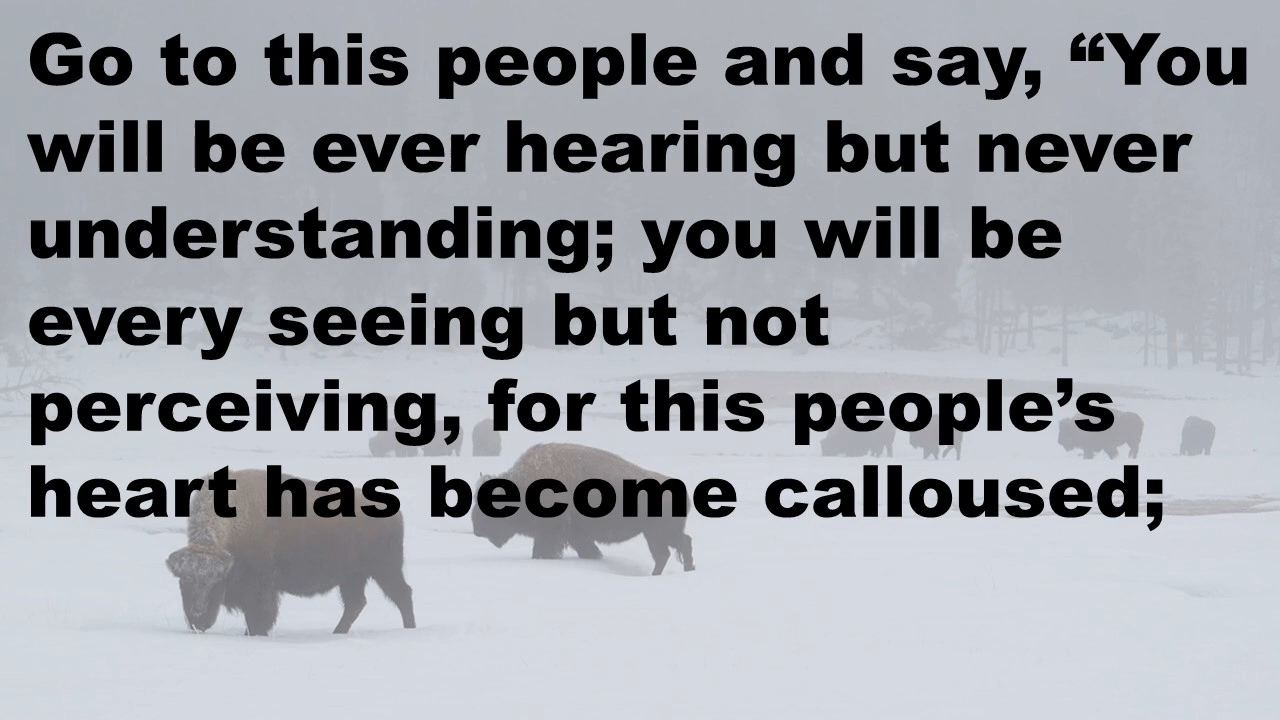 Go to this people and say, “You
will be ever hearing but never
understanding; you will be
every seeing but not
perceiving, for this people’s
heart has become calloused;